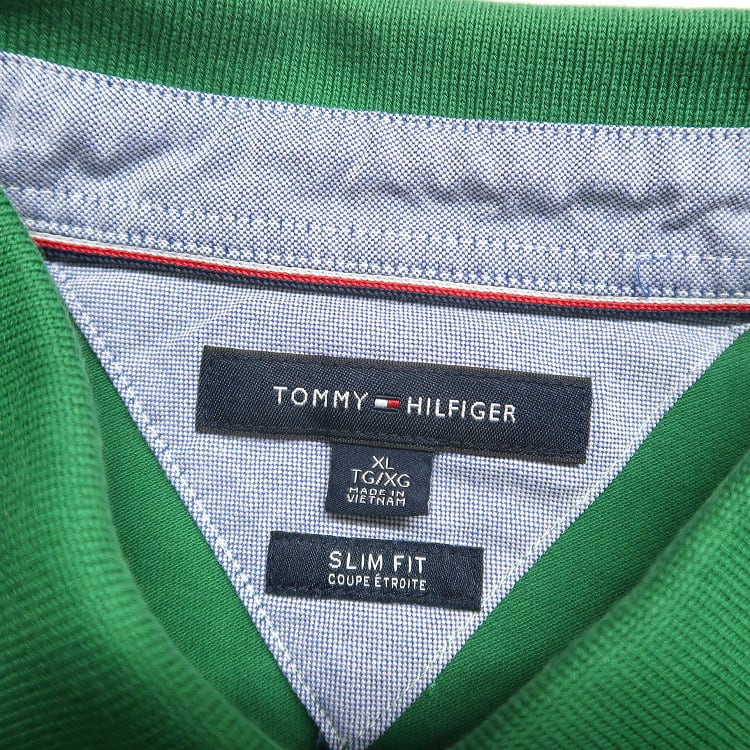 TOMMY HILFIGER
XL
TG/XG
MADE IN
VIETNAM
SLIM FIT
COUPE ÉTROITE